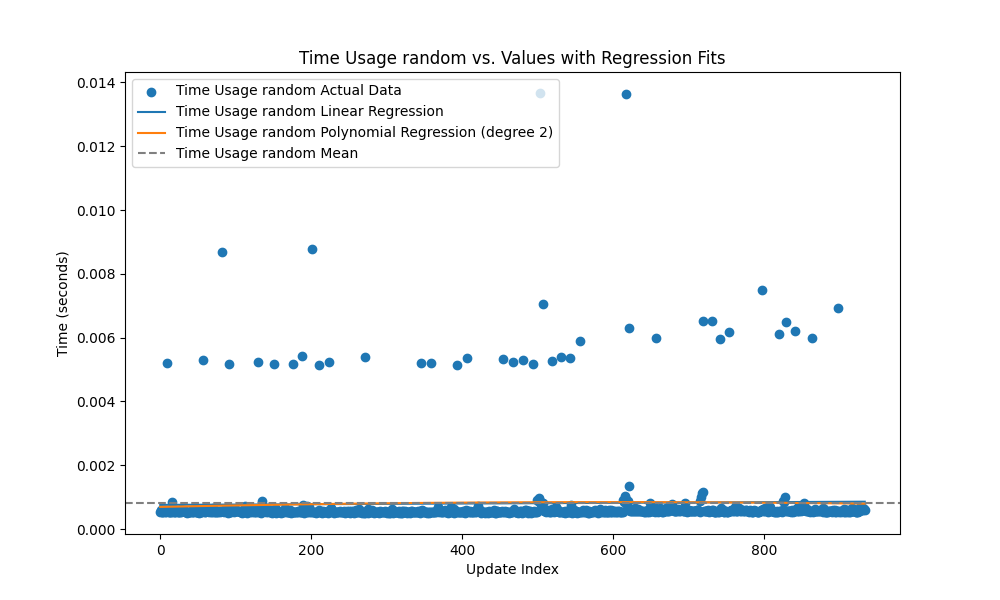 Time Usage random vs. Values with Regression Fits
Time Usage random Actual Data
Time Usage random Linear Regression
Time Usage random Polynomial Regression (degree 2)
Time Usage random Mean
Time (seconds)
0.014
0.012
0.010
0.008
0.006
0.004
0.002
0.000
0 200 400 600 800
Update Index